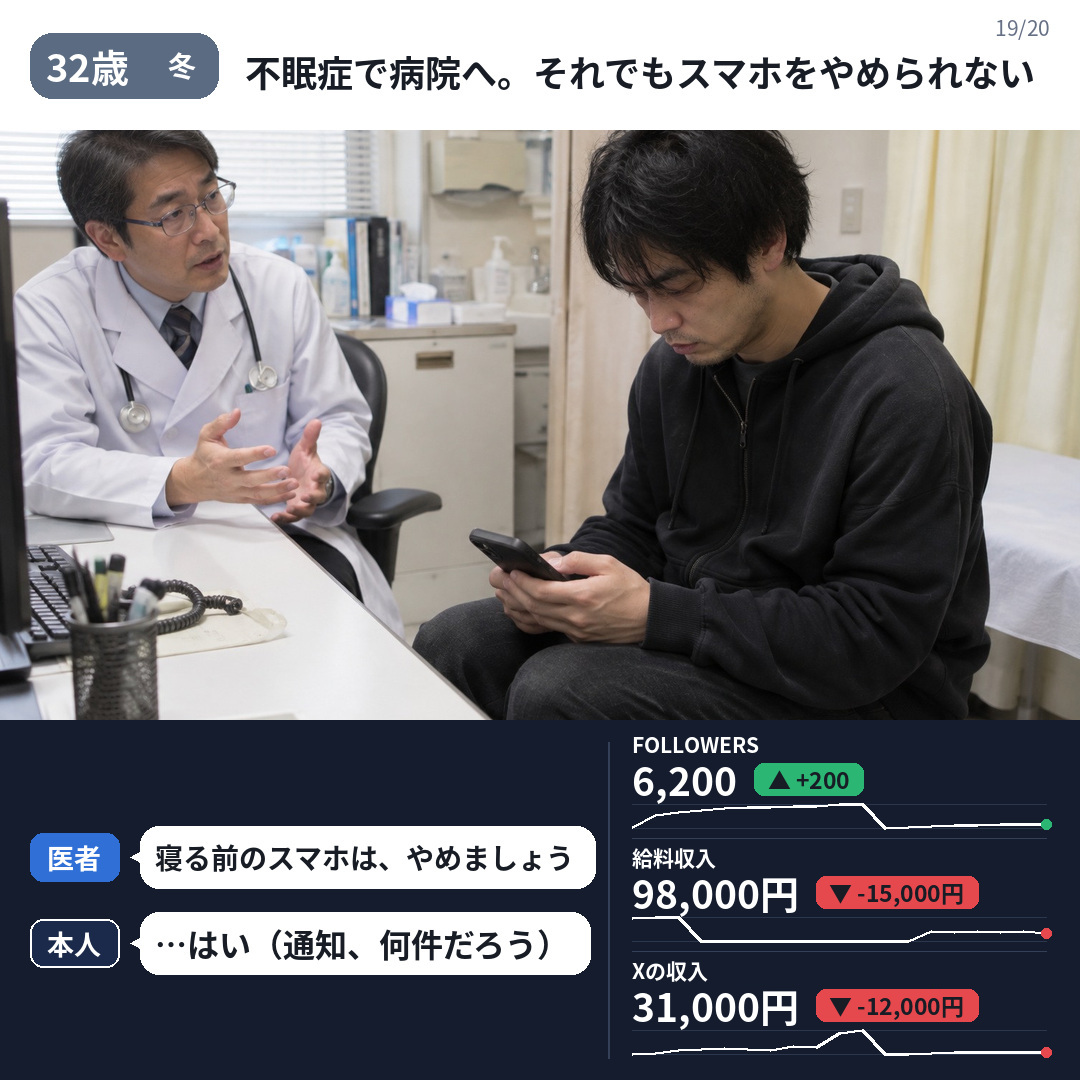 19/20
32歳 冬
不眠症で病院へ。それでもスマホをやめられない
医者
寝る前のスマホは、やめましょう
本人
…はい（通知、何件だろう）
FOLLOWERS
6,200 ▲ +200
給料収入
98,000円 ▼ -15,000円
Xの収入
31,000円 ▼ -12,000円